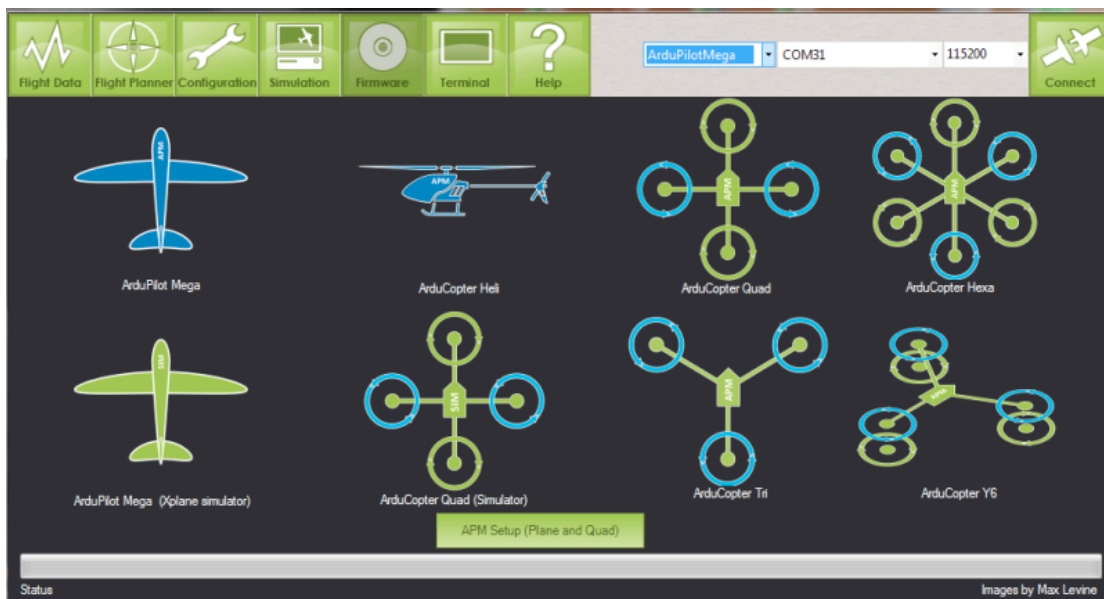 Flight Data
Flight Planner
Configuration
Simulation
Firmware
Terminal
Help
ArduPilotMega
COM31
115200
Connect
APM
APM
APM
APM
ArduPilot Mega
ArduCopter Heli
ArduCopter Quad
ArduCopter Hexa
SIM
SIM
APM
APM
ArduPilot Mega (Xplane simulator)
ArduCopter Quad (Simulator)
ArduCopter Tri
ArduCopter Y6
APM Setup (Plane and Quad)
Status
Images by Max Levine